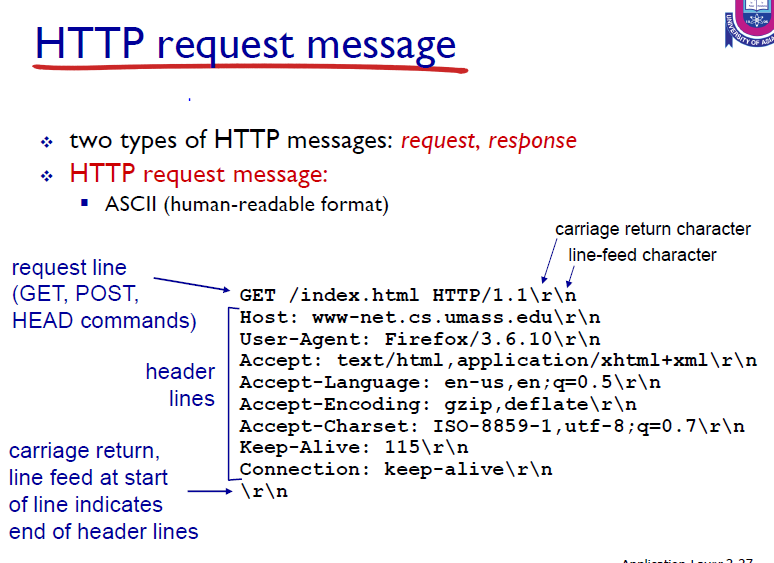 HTTP request message
UNIVERSITY OF ASIA
two types of HTTP messages: request, response
HTTP request message:
ASCII (human-readable format)
carriage return character
line-feed character
request line
(GET, POST,
HEAD commands)
GET /index.html HTTP/1.1\r\n
Host: www-net.cs.umass.edu\r\n
User-Agent: Firefox/3.6.10\r\n
Accept: text/html,application/xhtml+xml\r\n
Accept-Language: en-us,en;q=0.5\r\n
Accept-Encoding: gzip,deflate\r\n
Accept-Charset: ISO-8859-1,utf-8;q=0.7\r\n
Keep-Alive: 115\r\n
Connection: keep-alive\r\n
\r\n
header
lines
carriage return,
line feed at start
of line indicates
end of header lines
Application Layer 2-27